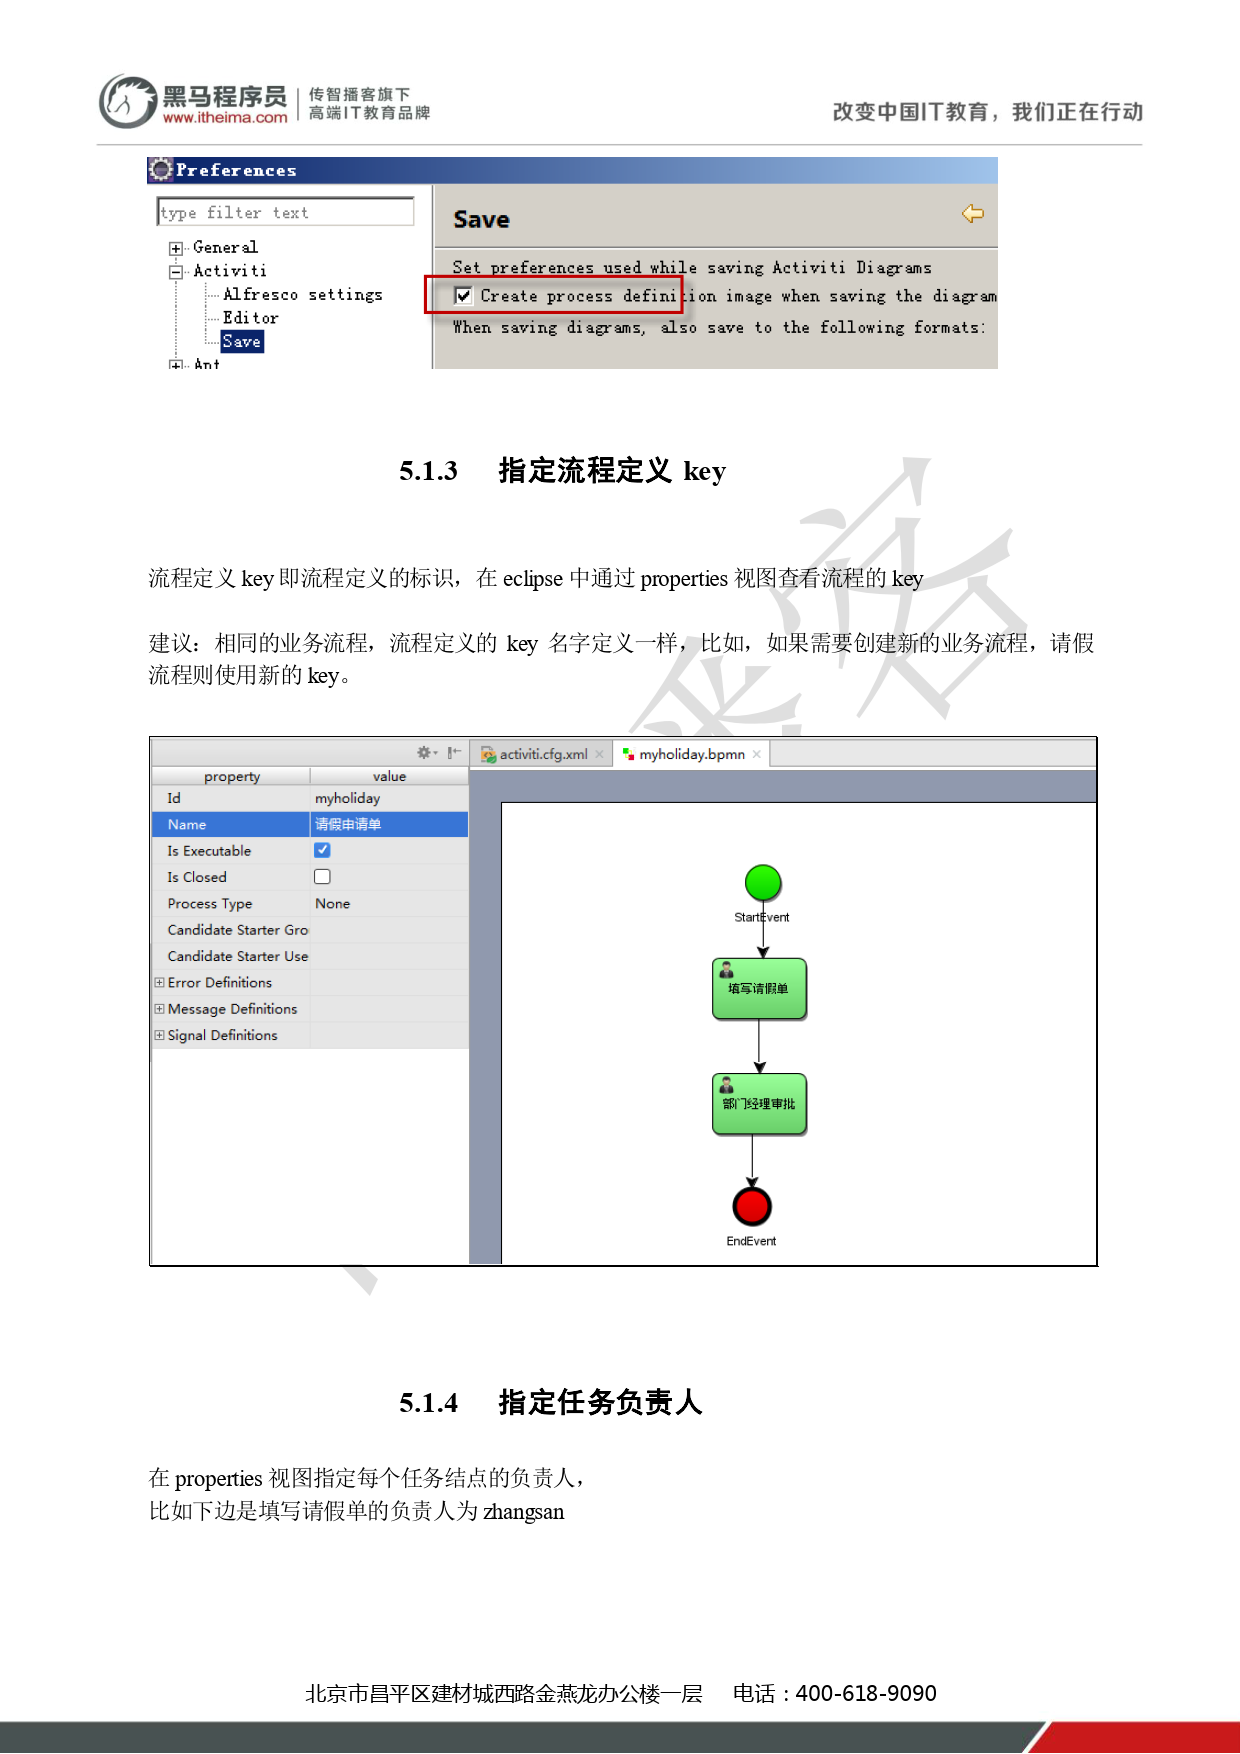 黑马程序员
www.itheima.com
传智播客旗下
高端IT教育品牌
改变中国IT教育，我们正在行动
Preferences
type filter text
General
Activiti
Alfresco settings
Editor
Save
Ant
Save
Set preferences used while saving Activiti Diagrams
Create process definition image when saving the diagram
When saving diagrams, also save to the following formats:
5.1.3 指定流程定义 key
流程定义 key 即流程定义的标识，在 eclipse 中通过 properties 视图查看流程的 key
建议：相同的业务流程，流程定义的 key 名字定义一样，比如，如果需要创建新的业务流程，请假
流程则使用新的 key。
activiti.cfg.xml
myholiday.bpmn
property value
Id myholiday
Name 请假申请单
Is Executable
Is Closed
Process Type None
Candidate Starter Gro
Candidate Starter Use
Error Definitions
Message Definitions
Signal Definitions
StartEvent
填写请假单
部门经理审批
EndEvent
5.1.4 指定任务负责人
在 properties 视图指定每个任务结点的负责人，
比如下边是填写请假单的负责人为 zhangsan
北京市昌平区建材城西路金燕龙办公楼一层 电话：400-618-9090